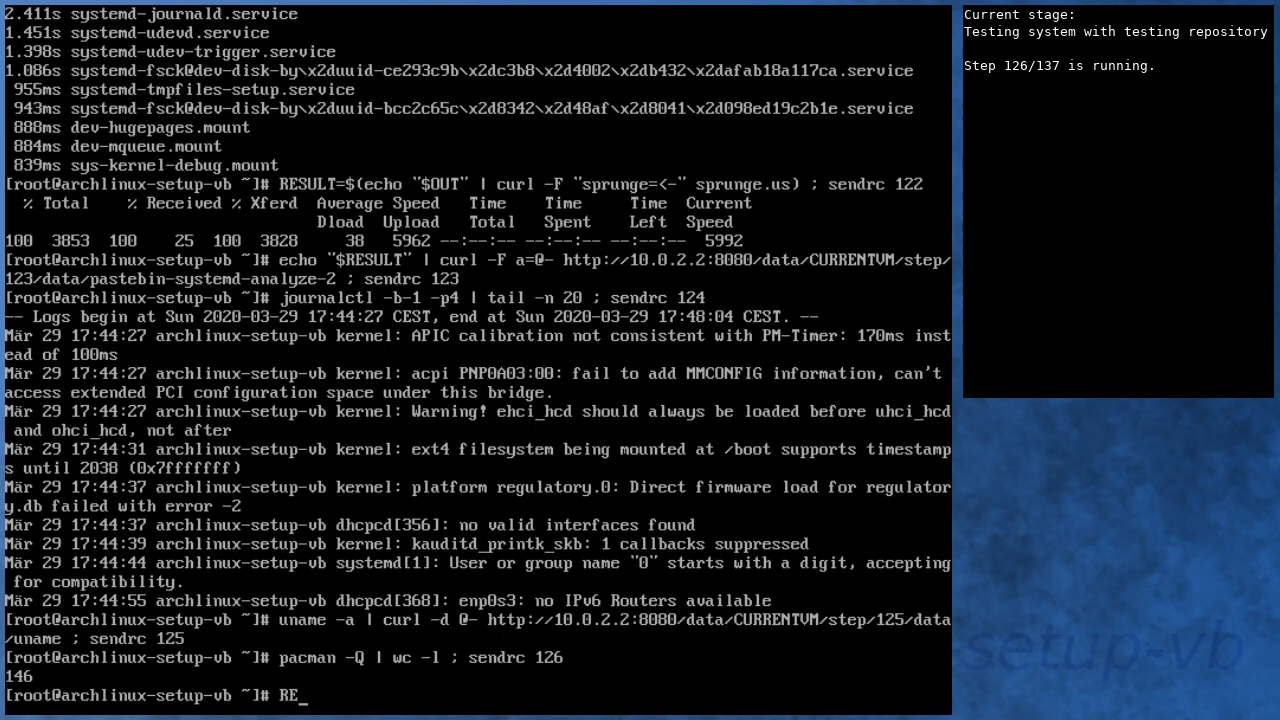 2.411s systemd-journald.service
1.451s systemd-udevd.service
1.398s systemd-udev-trigger.service
1.086s systemd-fsck@dev-disk-by\x2duuid-ce293c9b\x2dc3b8\x2d4002\x2db432\x2dafab18a117ca.service
 955ms systemd-tmpfiles-setup.service
 943ms systemd-fsck@dev-disk-by\x2duuid-bcc2c65c\x2d8342\x2d48af\x2d8041\x2d098ed19c2b1e.service
 888ms dev-hugepages.mount
 884ms dev-mqueue.mount
 839ms sys-kernel-debug.mount
[root@archlinux-setup-vb ~]# RESULT=$(echo "$OUT" | curl -F "sprunge=<-" sprunge.us) ; sendrc 122
  % Total    % Received % Xferd  Average Speed   Time    Time     Time  Current
                                 Dload  Upload   Total   Spent    Left  Speed
100  3853  100    25  100  3828     38   5962 --:--:-- --:--:-- --:--:--  5992
[root@archlinux-setup-vb ~]# echo "$RESULT" | curl -F a=@- http://10.0.2.2:8080/data/CURRENTVM/step/
123/data/pastebin-systemd-analyze-2 ; sendrc 123
[root@archlinux-setup-vb ~]# journalctl -b-1 -p4 | tail -n 20 ; sendrc 124
-- Logs begin at Sun 2020-03-29 17:44:27 CEST, end at Sun 2020-03-29 17:48:04 CEST. --
Mär 29 17:44:27 archlinux-setup-vb kernel: APIC calibration not consistent with PM-Timer: 170ms inst
ead of 100ms
Mär 29 17:44:27 archlinux-setup-vb kernel: acpi PNP0A03:00: fail to add MMCONFIG information, can't
access extended PCI configuration space under this bridge.
Mär 29 17:44:27 archlinux-setup-vb kernel: Warning! ehci_hcd should always be loaded before uhci_hcd
 and ohci_hcd, not after
Mär 29 17:44:31 archlinux-setup-vb kernel: ext4 filesystem being mounted at /boot supports timestamp
s until 2038 (0x7fffffff)
Mär 29 17:44:37 archlinux-setup-vb kernel: platform regulatory.0: Direct firmware load for regulator
y.db failed with error -2
Mär 29 17:44:37 archlinux-setup-vb dhcpcd[356]: no valid interfaces found
Mär 29 17:44:39 archlinux-setup-vb kernel: kauditd_printk_skb: 1 callbacks suppressed
Mär 29 17:44:44 archlinux-setup-vb systemd[1]: User or group name "0" starts with a digit, accepting
 for compatibility.
Mär 29 17:44:55 archlinux-setup-vb dhcpcd[368]: enp0s3: no IPv6 Routers available
[root@archlinux-setup-vb ~]# uname -a | curl -d @- http://10.0.2.2:8080/data/CURRENTVM/step/125/data
/uname ; sendrc 125
[root@archlinux-setup-vb ~]# pacman -Q | wc -l ; sendrc 126
146
[root@archlinux-setup-vb ~]# RE_
Current stage:
Testing system with testing repository
Step 126/137 is running.
-setup-vb